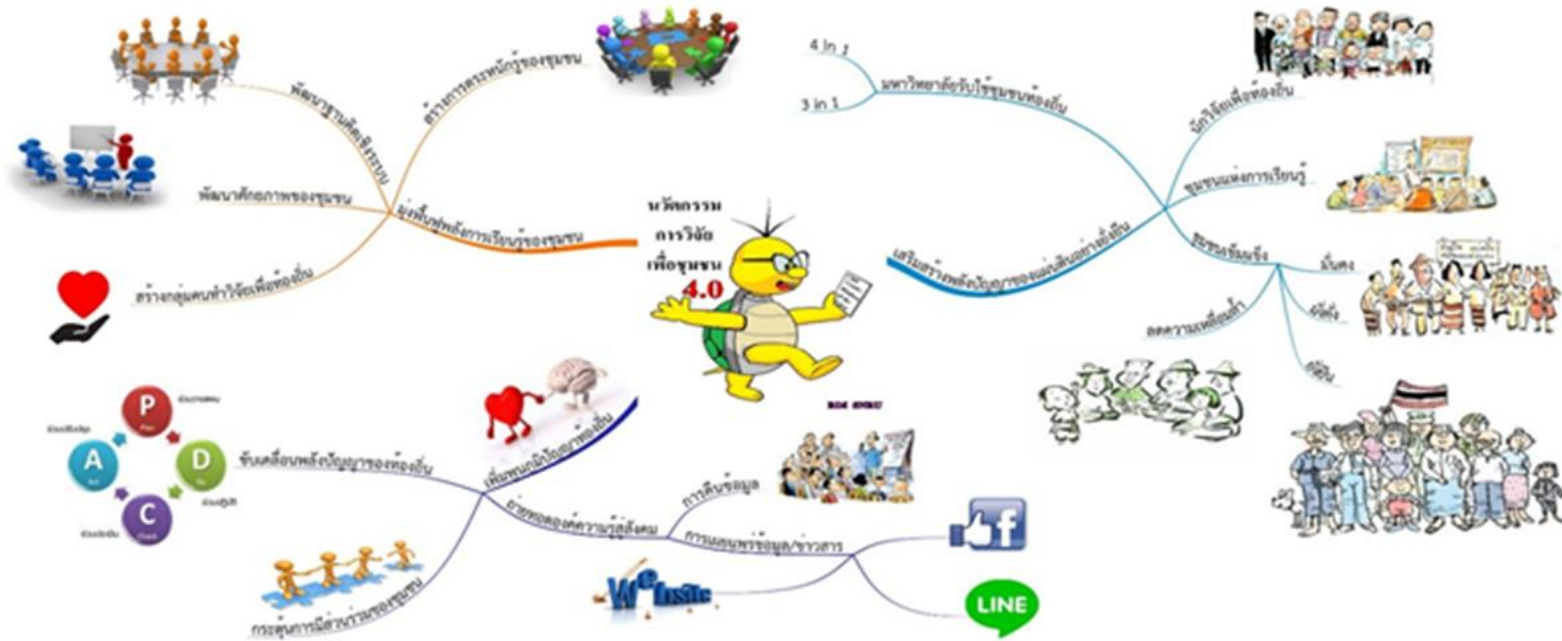 นวัตกรรม
การวิจัย
เพื่อชุมชน
4.0
มุ่งฟื้นฟูพลังการเรียนรู้ของชุมชน
สร้างการตระหนักรู้ของชุมชน
พัฒนาฐานคิดเชิงระบบ
พัฒนาศักยภาพของชุมชน
สร้างกลุ่มคนทำวิจัยเพื่อท้องถิ่น
เสริมสร้างพลังปัญญาของแผ่นดินอย่างยั่งยืน
มหาวิทยาลัยรับใช้ชุมชนท้องถิ่น
4 in 1
3 in 1
นักวิจัยเพื่อท้องถิ่น
ชุมชนแห่งการเรียนรู้
ชุมชนเข้มแข็ง
มั่นคง
มั่งคั่ง
ยั่งยืน
ลดความเหลื่อมล้ำ
เพิ่มพูนภูมิปัญญาท้องถิ่น
ขับเคลื่อนพลังปัญญาของท้องถิ่น
P
Plan
D
Do
C
Check
A
Act
กระตุ้นการมีส่วนร่วมของชุมชน
ถ่ายทอดองค์ความรู้สู่สังคม
การคืนข้อมูล
การเผยแพร่ข้อมูล/ข่าวสาร
f
LINE
Website